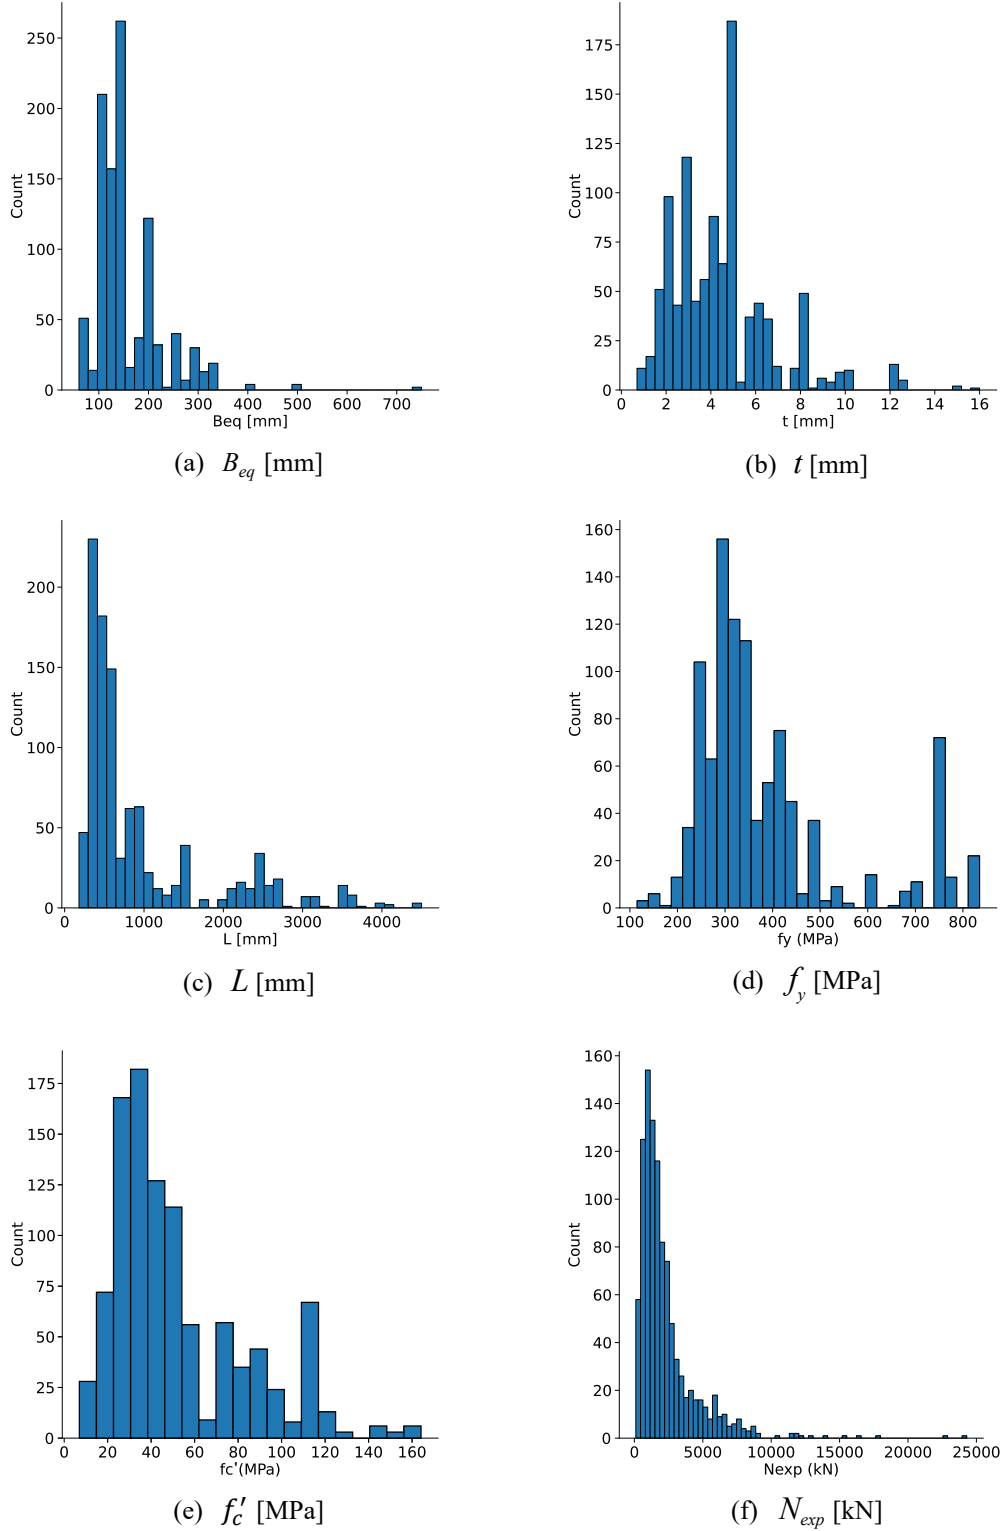 250
200
150
100
50
0
Count
100 200 300 400 500 600 700
Beq [mm]
(a) B_eq [mm]
175
150
125
100
75
50
25
0
Count
0 2 4 6 8 10 12 14 16
t [mm]
(b) t [mm]
200
150
100
50
0
Count
0 1000 2000 3000 4000
L [mm]
(c) L [mm]
160
140
120
100
80
60
40
20
0
Count
100 200 300 400 500 600 700 800
fy (MPa)
(d) f_y [MPa]
175
150
125
100
75
50
25
0
Count
0 20 40 60 80 100 120 140 160
fc'(MPa)
(e) f_c′ [MPa]
160
140
120
100
80
60
40
20
0
Count
0 5000 10000 15000 20000 25000
Nexp (kN)
(f) N_exp [kN]